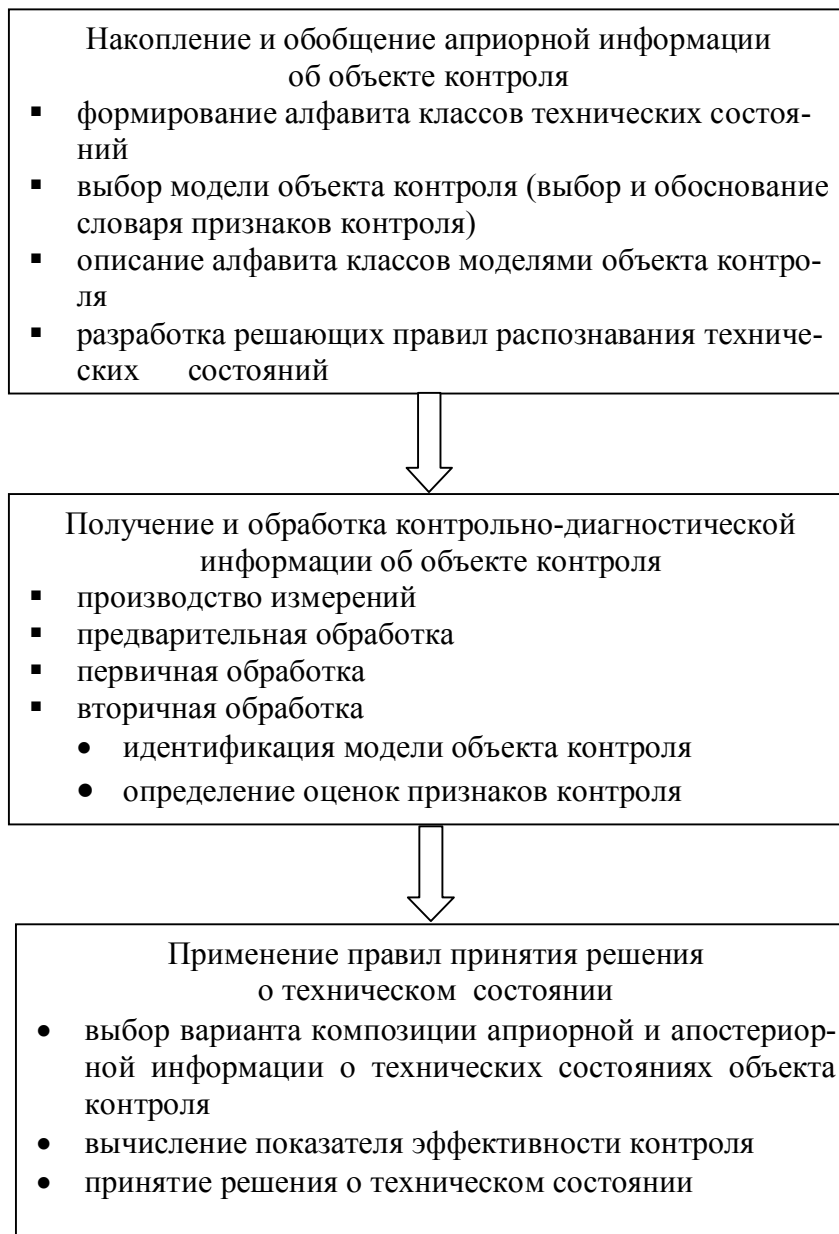 Накопление и обобщение априорной информации
об объекте контроля
▪ формирование алфавита классов технических состоя-
ний
▪ выбор модели объекта контроля (выбор и обоснование
словаря признаков контроля)
▪ описание алфавита классов моделями объекта контро-
ля
▪ разработка решающих правил распознавания техниче-
ских состояний
Получение и обработка контрольно-диагностической
информации об объекте контроля
▪ производство измерений
▪ предварительная обработка
▪ первичная обработка
▪ вторичная обработка
• идентификация модели объекта контроля
• определение оценок признаков контроля
Применение правил принятия решения
о техническом состоянии
• выбор варианта композиции априорной и апостериор-
ной информации о технических состояниях объекта
контроля
• вычисление показателя эффективности контроля
• принятие решения о техническом состоянии